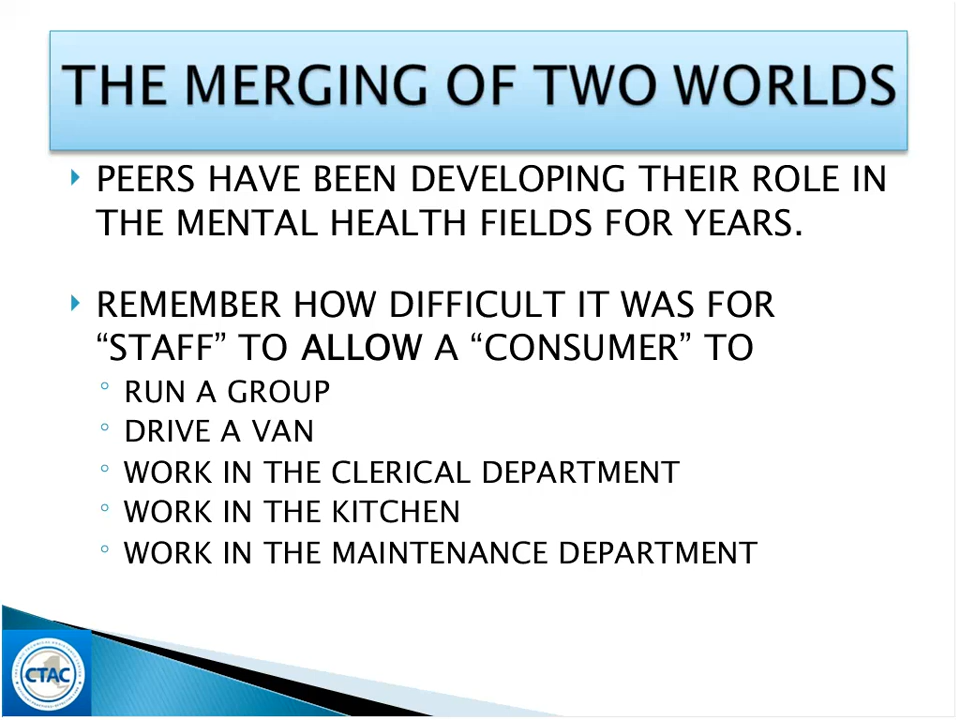 THE MERGING OF TWO WORLDS
PEERS HAVE BEEN DEVELOPING THEIR ROLE IN
THE MENTAL HEALTH FIELDS FOR YEARS.
REMEMBER HOW DIFFICULT IT WAS FOR
“STAFF” TO ALLOW A “CONSUMER” TO
RUN A GROUP
DRIVE A VAN
WORK IN THE CLERICAL DEPARTMENT
WORK IN THE KITCHEN
WORK IN THE MAINTENANCE DEPARTMENT
CTAC